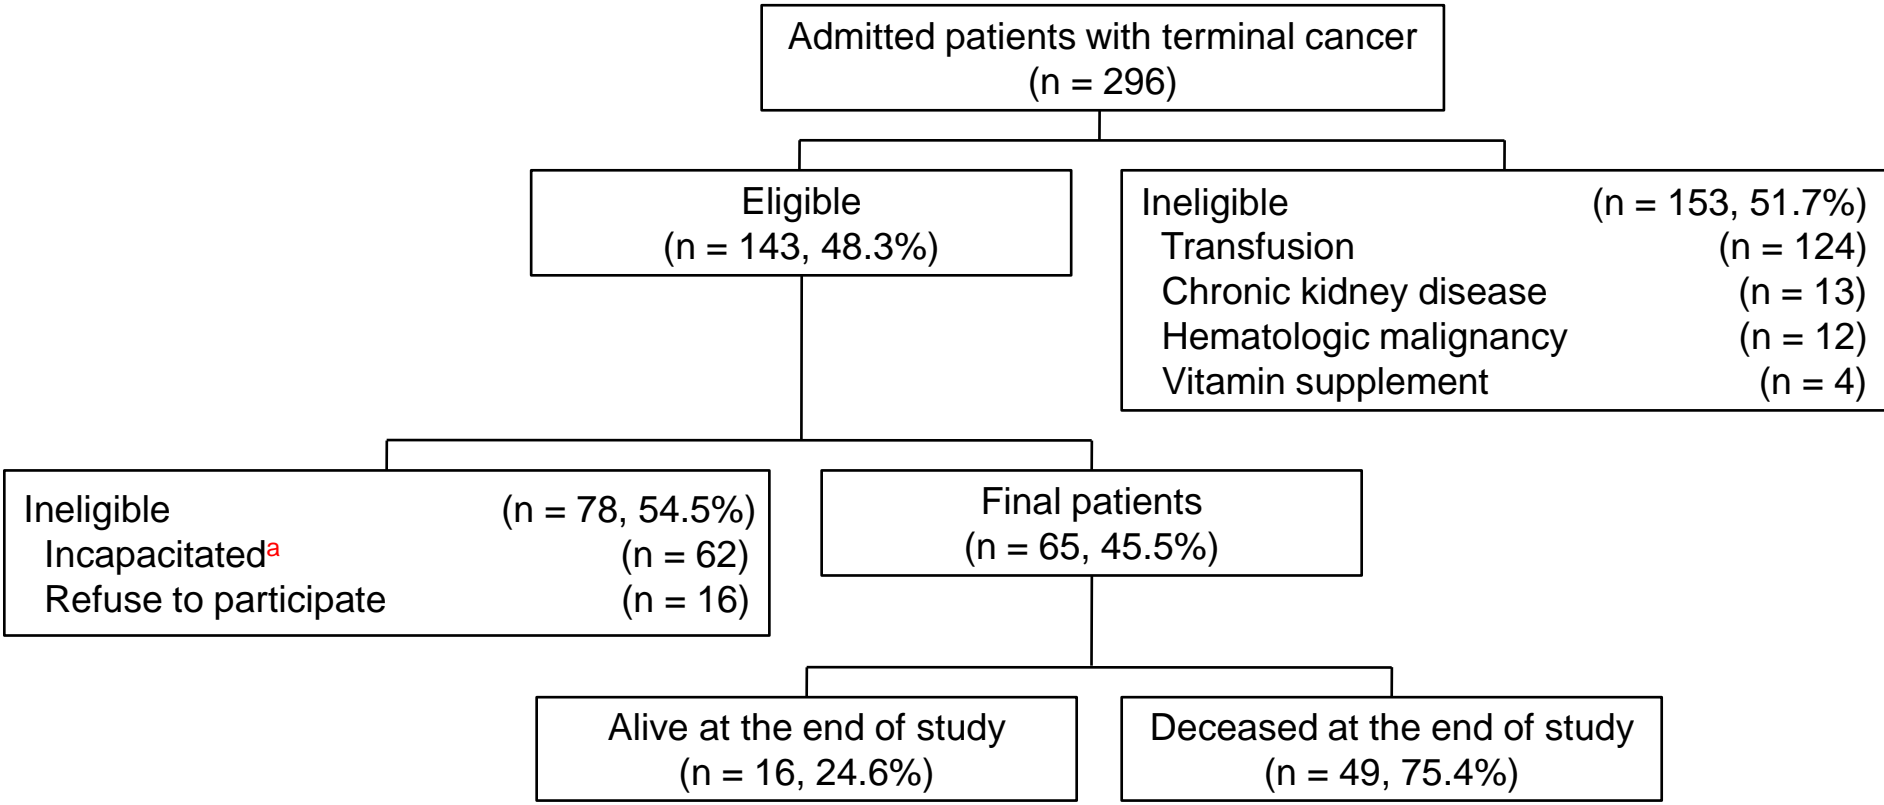 Admitted patients with terminal cancer
(n = 296)
Eligible
(n = 143, 48.3%)
Ineligible (n = 153, 51.7%)
Transfusion (n = 124)
Chronic kidney disease (n = 13)
Hematologic malignancy (n = 12)
Vitamin supplement (n = 4)
Ineligible (n = 78, 54.5%)
Incapacitatedª (n = 62)
Refuse to participate (n = 16)
Final patients
(n = 65, 45.5%)
Alive at the end of study
(n = 16, 24.6%)
Deceased at the end of study
(n = 49, 75.4%)